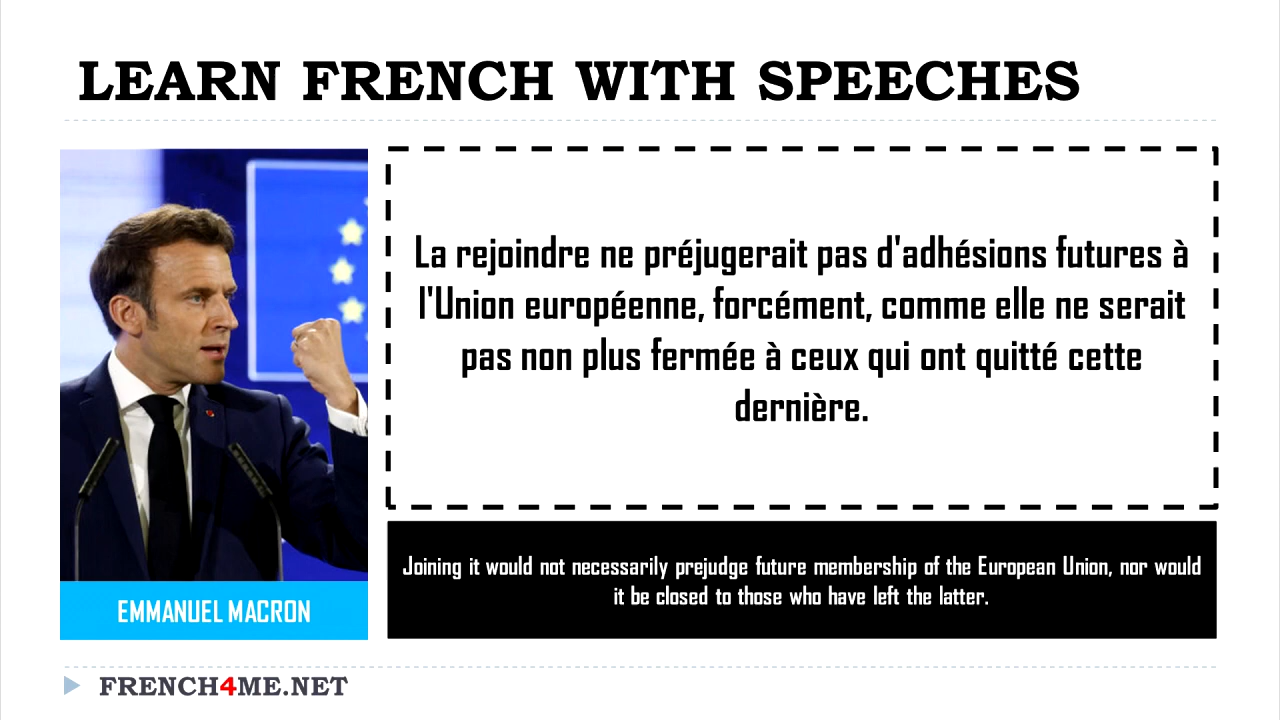 LEARN FRENCH WITH SPEECHES
La rejoindre ne préjugerait pas d'adhésions futures à
l'Union européenne, forcément, comme elle ne serait
pas non plus fermée à ceux qui ont quitté cette
dernière.
Joining it would not necessarily prejudge future membership of the European Union, nor would
it be closed to those who have left the latter.
EMMANUEL MACRON
FRENCH4ME.NET